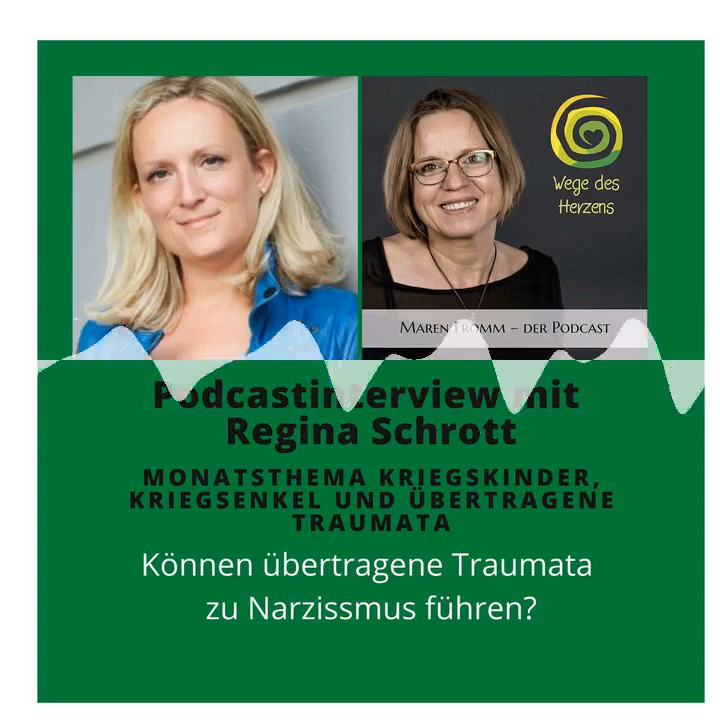 Wege des
Herzens
Maren Fromm – der Podcast
Podcastinterview mit
Regina Schrott
MONATSTHEMA KRIEGSKINDER,
KRIEGSENKEL UND ÜBERTRAGENE
TRAUMATA
Können übertragene Traumata
zu Narzissmus führen?